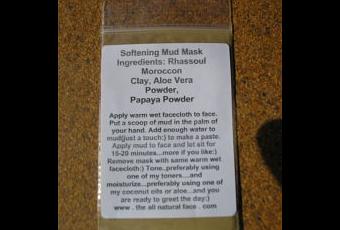 Softening Mud Mask
Ingredients: Rhassoul
Moroccon
Clay, Aloe Vera
Powder,
Papaya Powder
Apply warm wet facecloth to face.
Put a scoop of mud in the palm of
your hand. Add enough water to
mud(just a touch:) to make a paste.
Apply mud to face and let sit for
15-20 minutes...more if you like:)
Remove mask with same warm wet
facecloth:) Tone..preferably using
one of my toners....and
moisturize...preferably using one of
my coconut oils or aloe...and you
are ready to greet the day:)
www . the all natural face . com